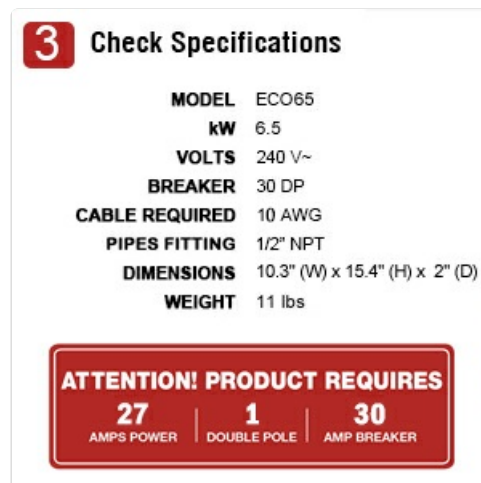 3 Check Specifications
MODEL ECO65
kW 6.5
VOLTS 240 V~
BREAKER 30 DP
CABLE REQUIRED 10 AWG
PIPES FITTING 1/2" NPT
DIMENSIONS 10.3" (W) x 15.4" (H) x 2" (D)
WEIGHT 11 lbs
ATTENTION! PRODUCT REQUIRES
27 1 30
AMPS POWER DOUBLE POLE AMP BREAKER